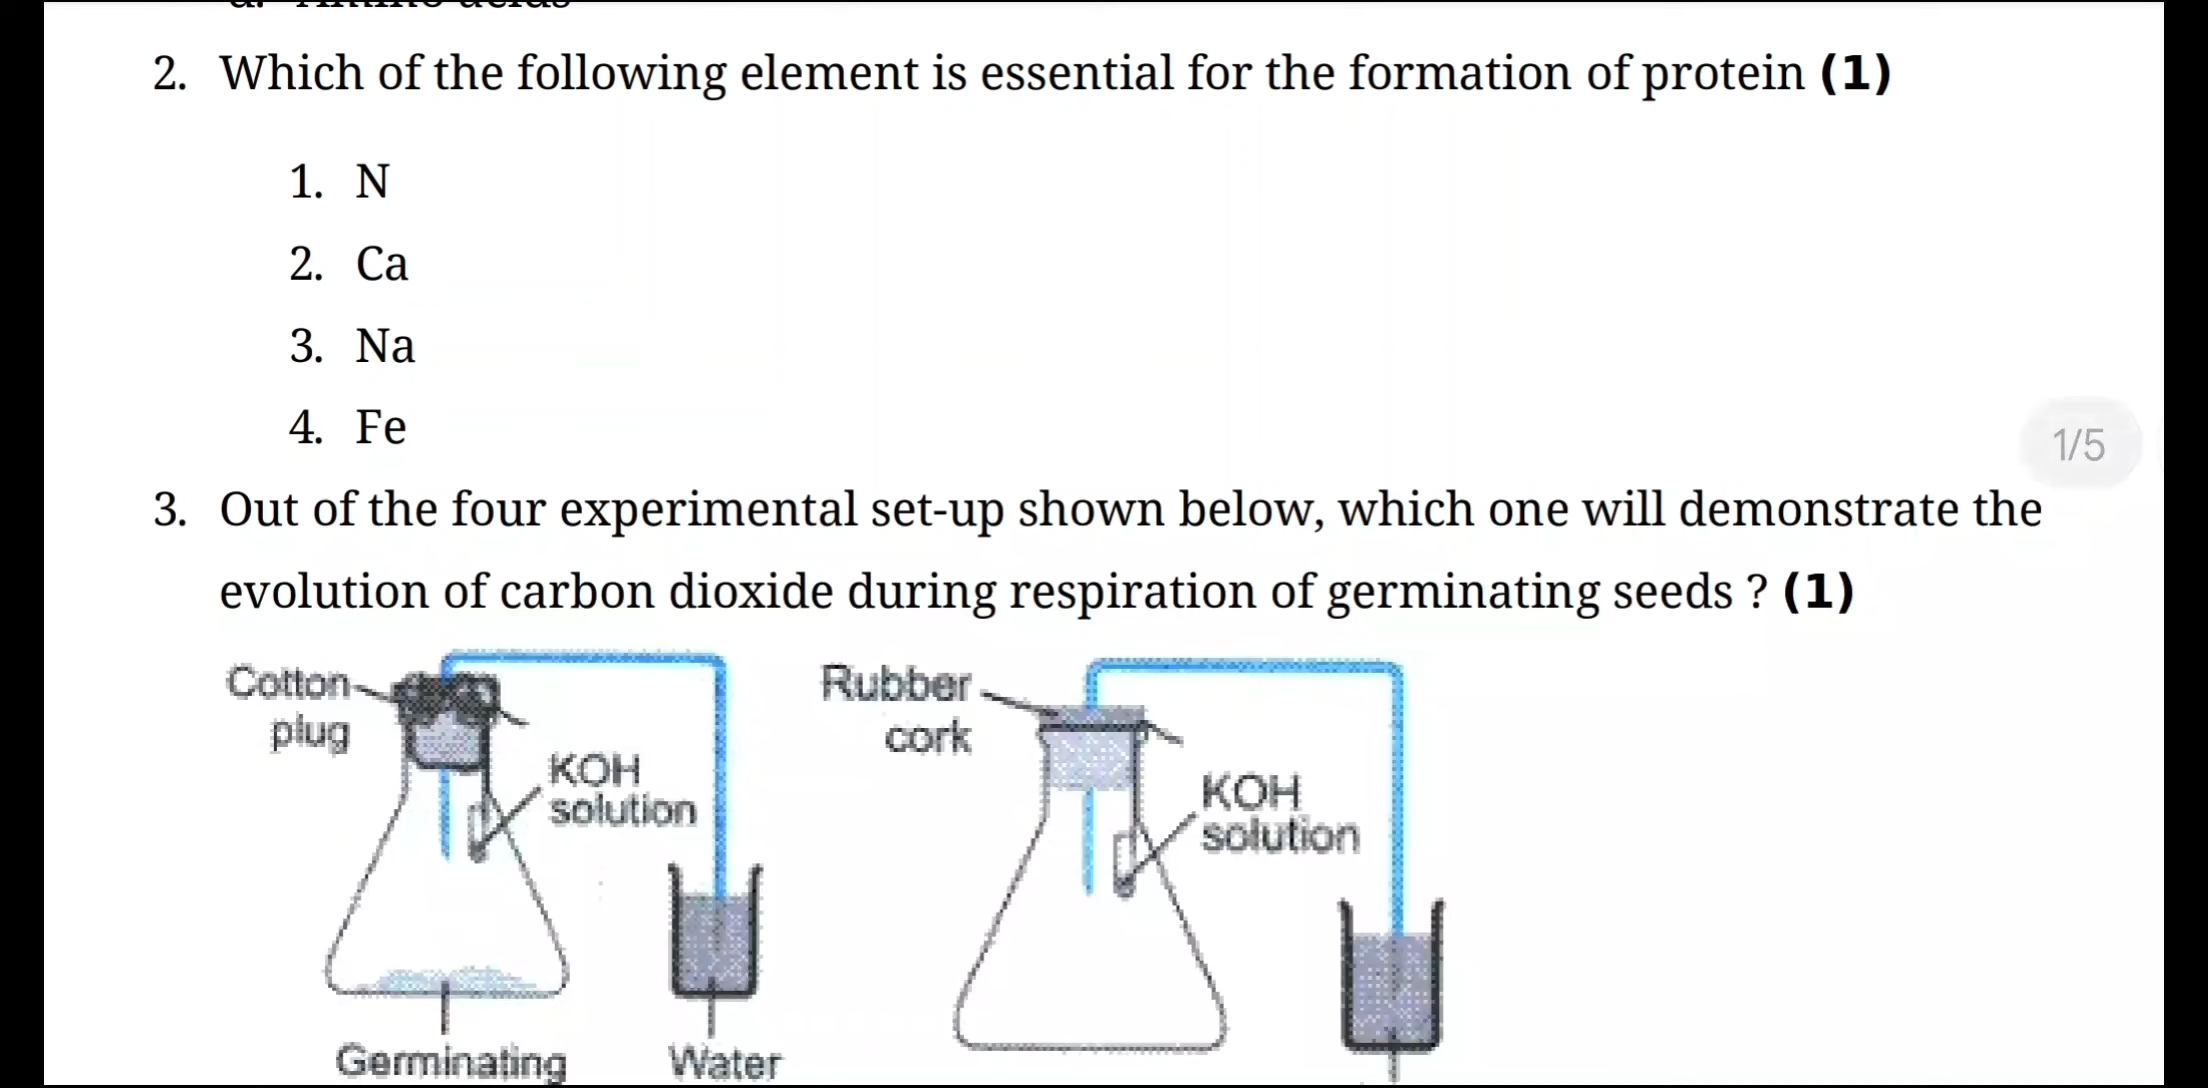 2. Which of the following element is essential for the formation of protein (1)
1. N
2. Ca
3. Na
4. Fe
1/5
3. Out of the four experimental set-up shown below, which one will demonstrate the
evolution of carbon dioxide during respiration of germinating seeds ? (1)
Cotton
plug
KOH
solution
Germinating
Water
Rubber
cork
KOH
solution